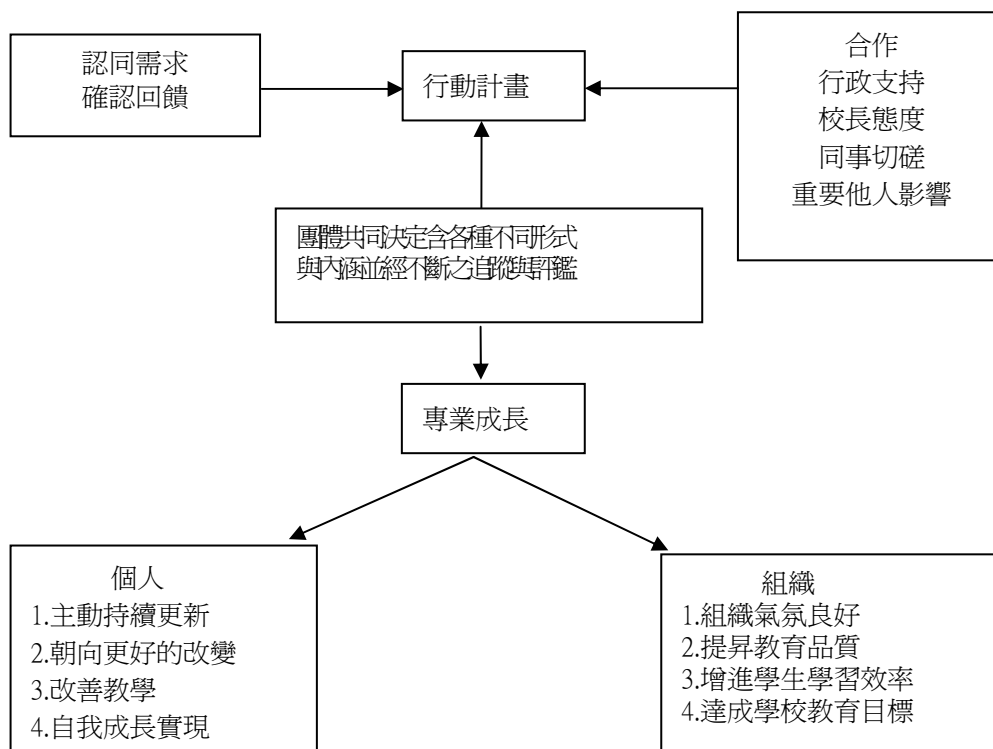 認同需求
確認回饋
行動計畫
合作
行政支持
校長態度
同事切磋
重要他人影響
團體共同決定含各種不同形式
與內涵並經不斷之追蹤與評鑑
專業成長
個人
1.主動持續更新
2.朝向更好的改變
3.改善教學
4.自我成長實現
組織
1.組織氣氛良好
2.提昇教育品質
3.增進學生學習效率
4.達成學校教育目標